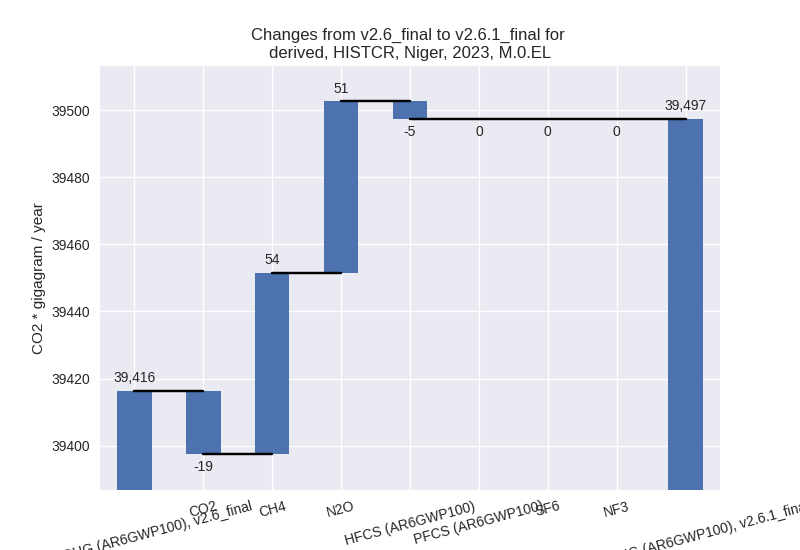 Changes from v2.6_final to v2.6.1_final for
derived, HISTCR, Niger, 2023, M.0.EL
CO2 * gigagram / year
39500
39480
39460
39440
39420
39400
39,416
-19
54
51
-5
0
0
0
39,497
(AR6GWP100), v2.6_final
CO2
CH4
N2O
HFCS (AR6GWP100)
PFCS (AR6GWP100)
SF6
NF3
(AR6GWP100), v2.6.1_final